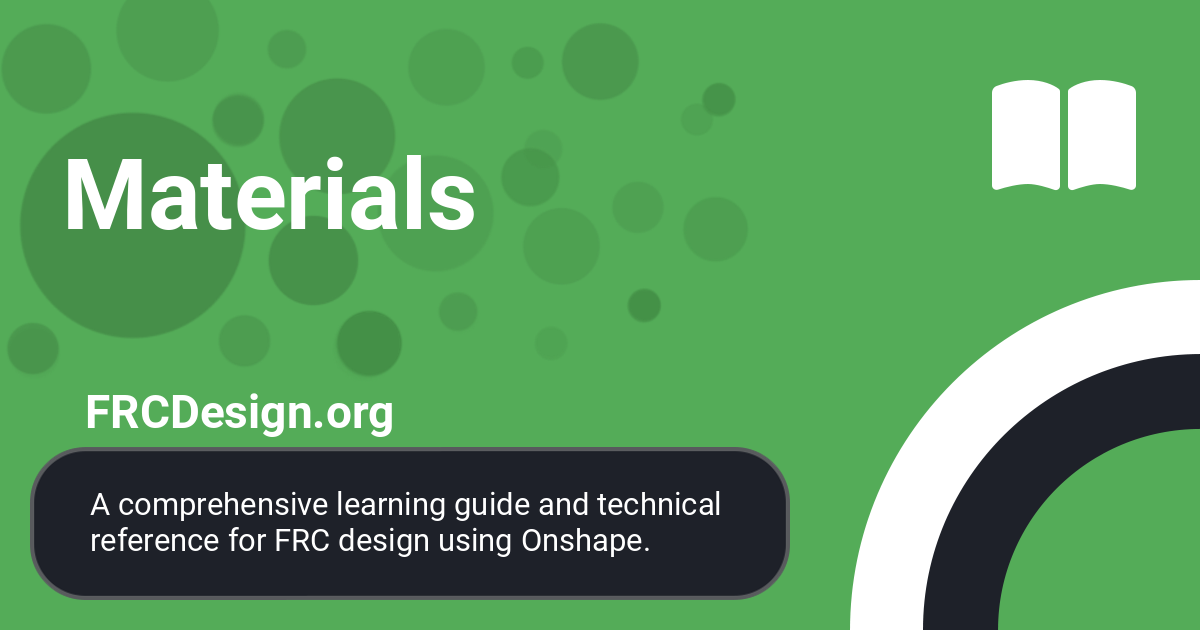 Materials
FRCDesign.org
A comprehensive learning guide and technical
reference for FRC design using Onshape.